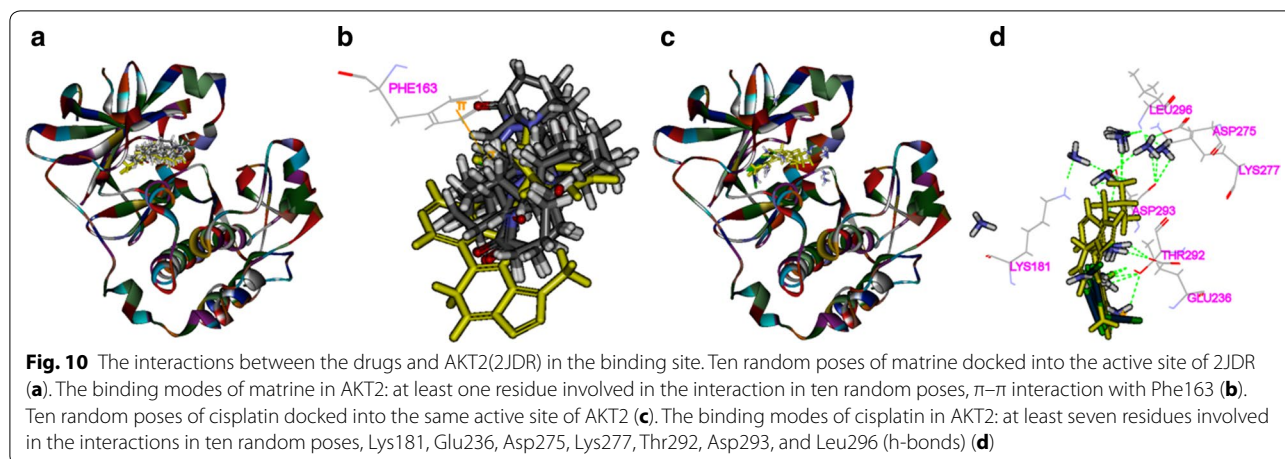 a
b
c
d
PHE163
π
LEU296
ASP275
LYS277
ASP293
LYS181
THR292
GLU236
Fig. 10 The interactions between the drugs and AKT2(2JDR) in the binding site. Ten random poses of matrine docked into the active site of 2JDR
(a). The binding modes of matrine in AKT2: at least one residue involved in the interaction in ten random poses, π–π interaction with Phe163 (b).
Ten random poses of cisplatin docked into the same active site of AKT2 (c). The binding modes of cisplatin in AKT2: at least seven residues involved
in the interactions in ten random poses, Lys181, Glu236, Asp275, Lys277, Thr292, Asp293, and Leu296 (h-bonds) (d)